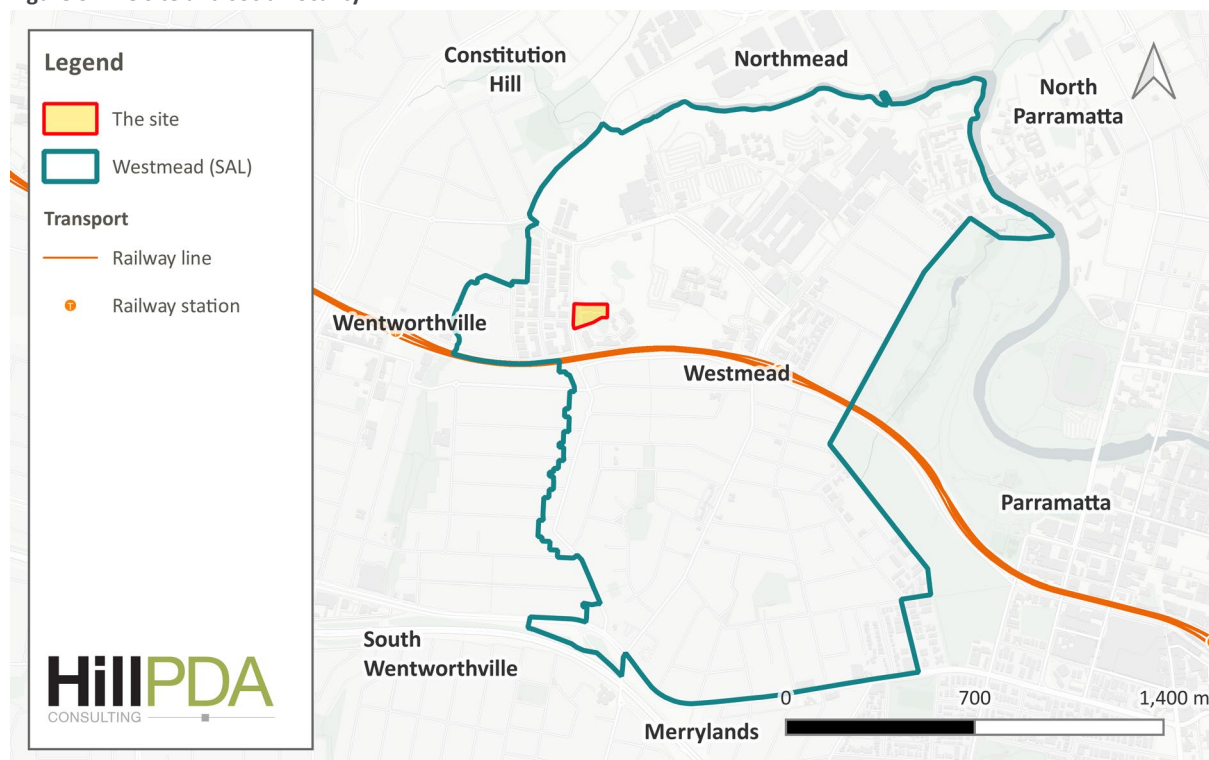 Legend
The site
Westmead (SAL)
Transport
Railway line
Railway station
HillPDA
CONSULTING
Constitution
Hill
Northmead
North
Parramatta
Wentworthville
Westmead
Parramatta
South
Wentworthville
Merrylands
0 700 1,400 m